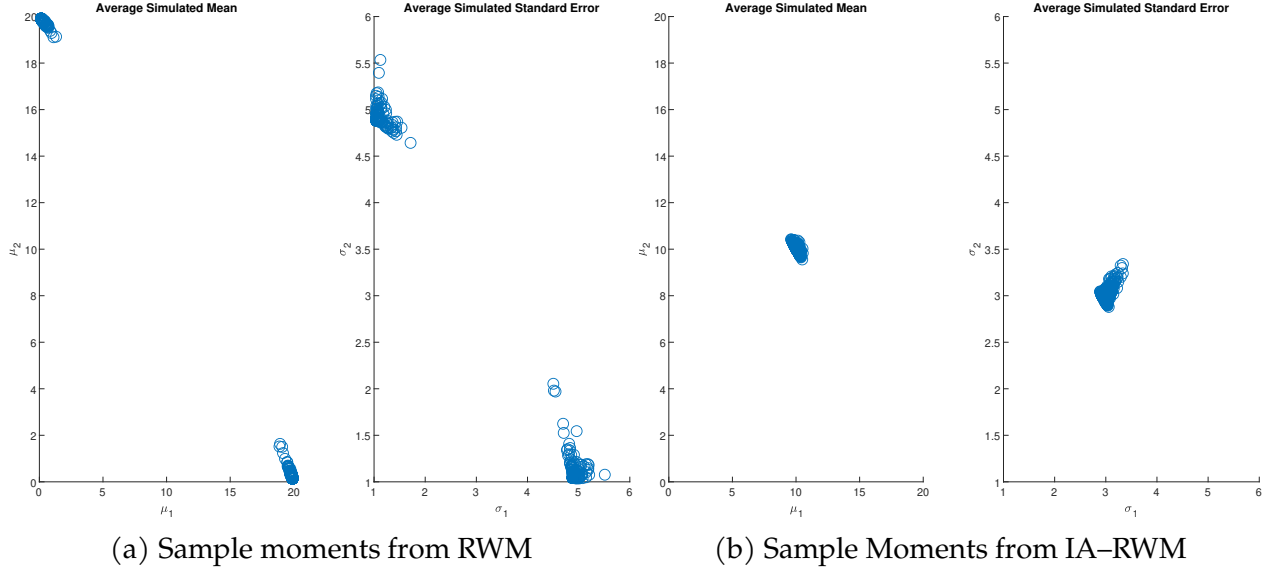 Average Simulated Mean
20
18
16
14
12
10
8
6
4
2
0
μ2
0 5 10 15 20
μ1
Average Simulated Standard Error
6
5.5
5
4.5
4
3.5
3
2.5
2
1.5
1
σ2
1 2 3 4 5 6
σ1
(a) Sample moments from RWM
Average Simulated Mean
20
18
16
14
12
10
8
6
4
2
0
μ2
0 5 10 15 20
μ1
Average Simulated Standard Error
6
5.5
5
4.5
4
3.5
3
2.5
2
1.5
1
σ2
1 2 3 4 5 6
σ1
(b) Sample Moments from IA–RWM